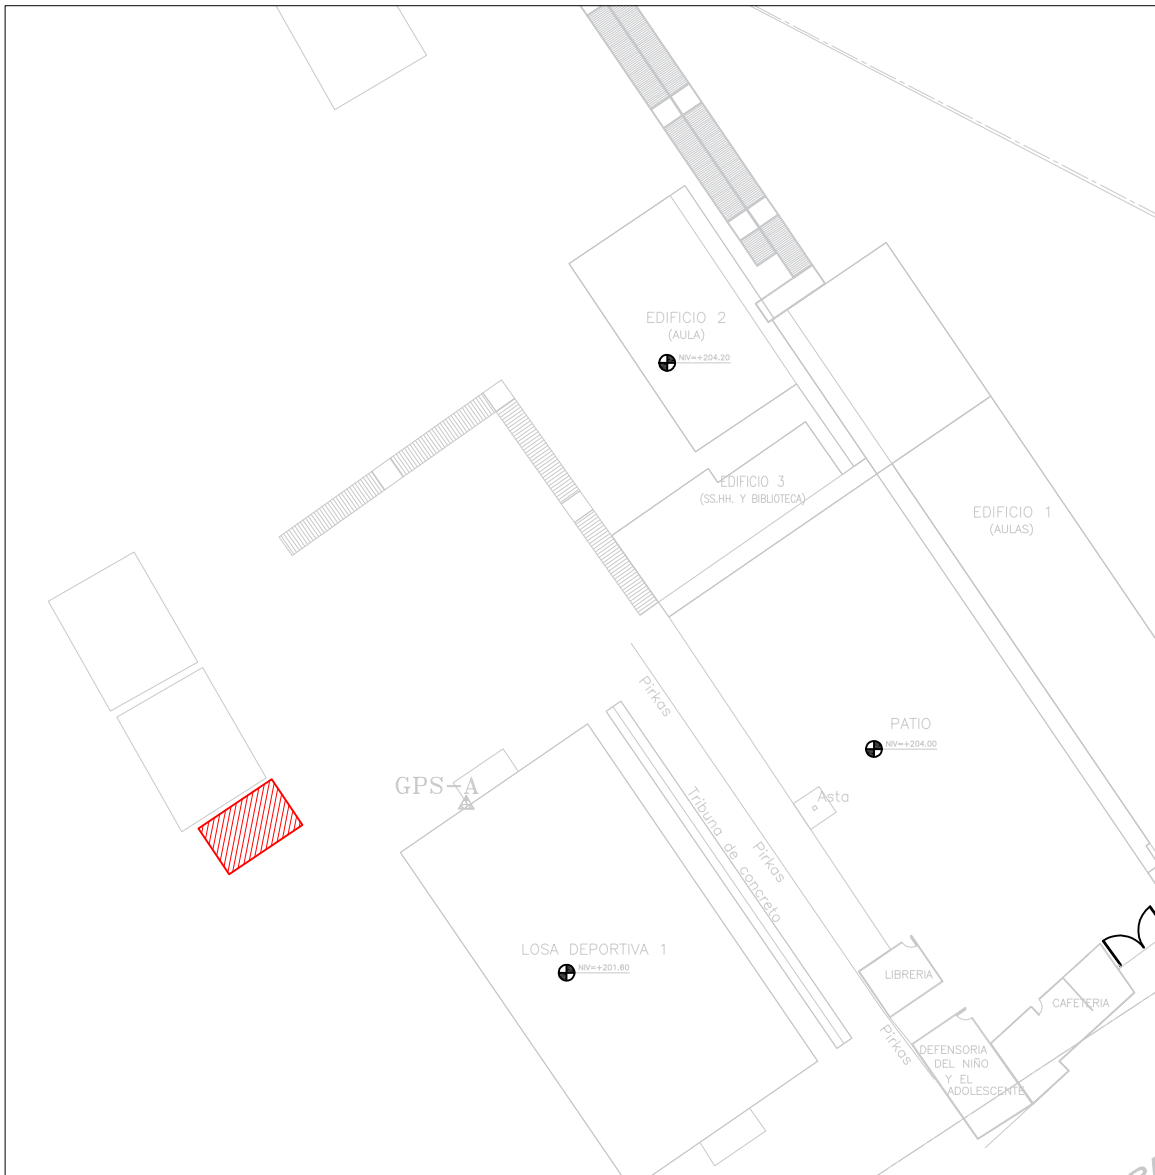 EDIFICIO 2
(AULA)
NIV=+204.20
EDIFICIO 3
(SS.HH. Y BIBLIOTECA)
EDIFICIO 1
(AULAS)
Pirkas
PATIO
NIV=+204.00
GPS-A
Asta
Tribuna de concreto
Pirkas
LOSA DEPORTIVA 1
NIV=+201.60
LIBRERIA
CAFETERIA
Pirkas
DEFENSORIA
DEL NIÑO
Y EL
ADOLESCENTE